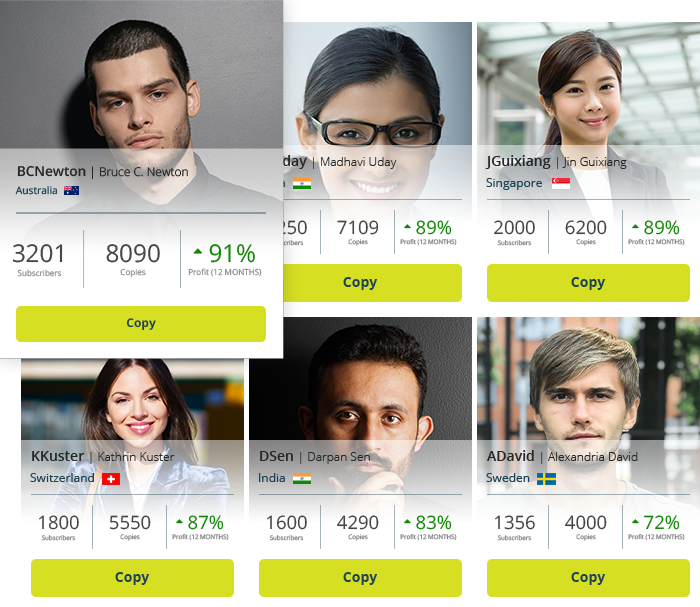 BCNewton | Bruce C. Newton
Australia
3201 8090 91%
Subscribers Copies Profit (12 MONTHS)
Copy
day | Madhavi Uday
a
250 7109 89%
cribers Copies Profit (12 MONTHS)
Copy
JGuixiang | Jin Guixiang
Singapore
2000 6200 89%
Subscribers Copies Profit (12 MONTHS)
Copy
KKuster | Kathrin Kuster
Switzerland
1800 5550 87%
Subscribers Copies Profit (12 MONTHS)
Copy
DSen | Darpan Sen
India
1600 4290 83%
Subscribers Copies Profit (12 MONTHS)
Copy
ADavid | Alexandria David
Sweden
1356 4000 72%
Subscribers Copies Profit (12 MONTHS)
Copy